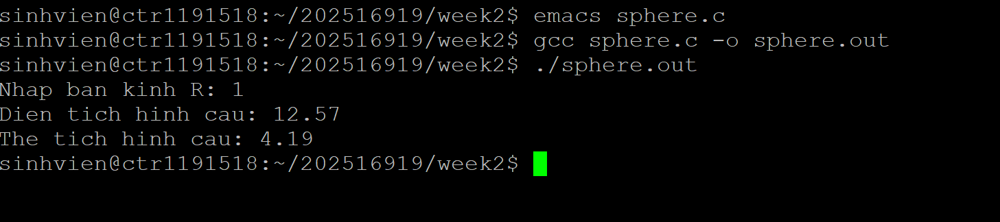 sinhvien@ctr1191518:~/202516919/week2$ emacs sphere.c
sinhvien@ctr1191518:~/202516919/week2$ gcc sphere.c -o sphere.out
sinhvien@ctr1191518:~/202516919/week2$ ./sphere.out
Nhap ban kinh R: 1
Dien tich hinh cau: 12.57
The tich hinh cau: 4.19
sinhvien@ctr1191518:~/202516919/week2$